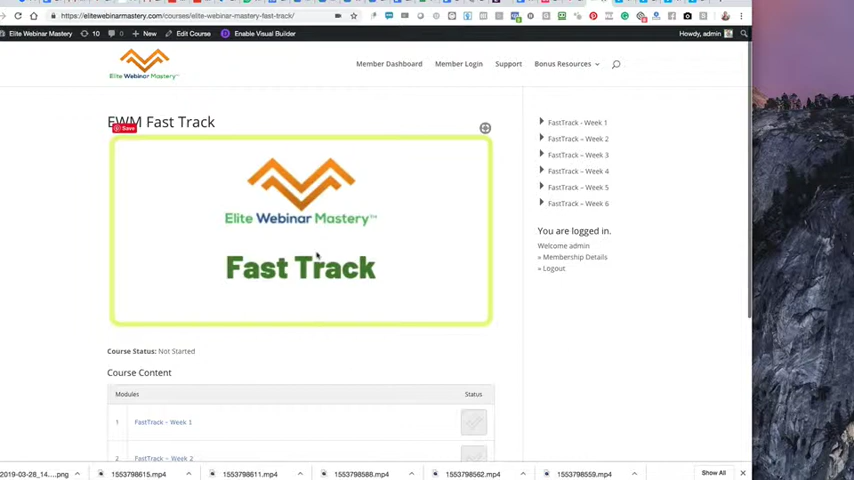 https://elitewebinarmastery.com/courses/elite-webinar-mastery-fast-track/
Elite Webinar Mastery 10 0 New Edit Course Enable Visual Builder Howdy, admin
Elite Webinar Mastery
Member Dashboard Member Login Support Bonus Resources
EWM Fast Track
Save
Elite Webinar Mastery™
Fast Track
FastTrack - Week 1
FastTrack – Week 2
FastTrack – Week 3
FastTrack – Week 4
FastTrack – Week 5
FastTrack – Week 6
You are logged in.
Welcome admin
» Membership Details
» Logout
Course Status: Not Started
Course Content
Modules Status
1 FastTrack – Week 1
2 FastTrack – Week 2
2019-03-28_14....png 1553798615.mp4 1553798611.mp4 1553798588.mp4 1553798562.mp4 1553798559.mp4 Show All